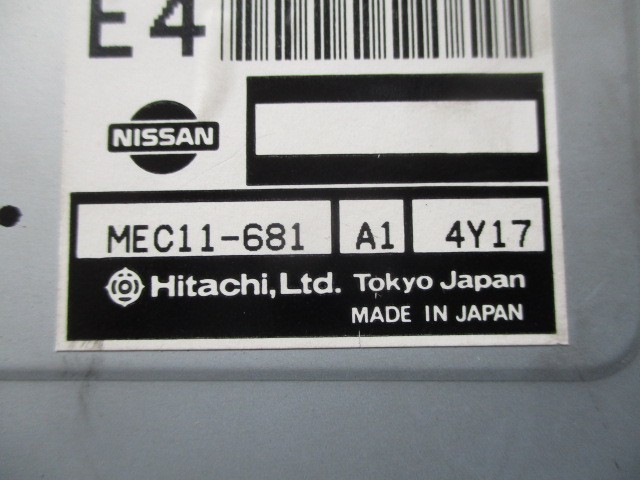 E4
NISSAN
MEC11-681 A1 4Y17
Hitachi, Ltd. Tokyo Japan
MADE IN JAPAN